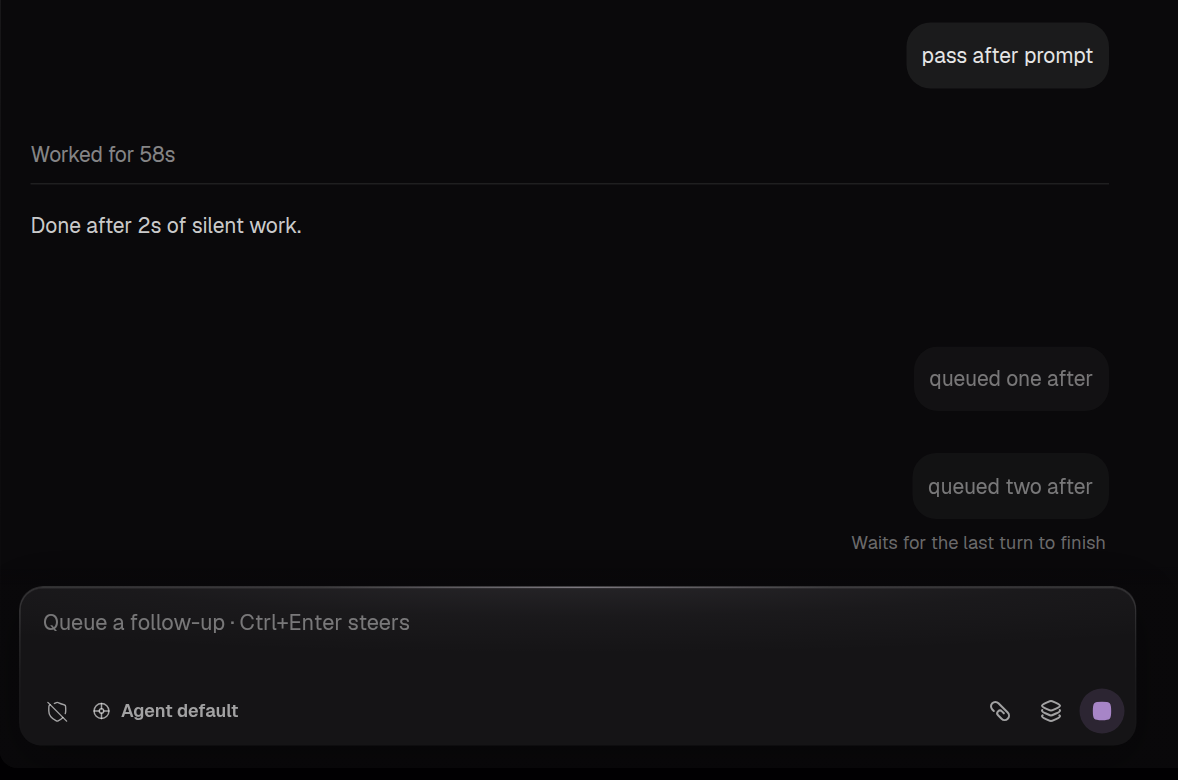 pass after prompt
Worked for 58s
Done after 2s of silent work.
queued one after
queued two after
Waits for the last turn to finish
Queue a follow-up · Ctrl+Enter steers
Agent default